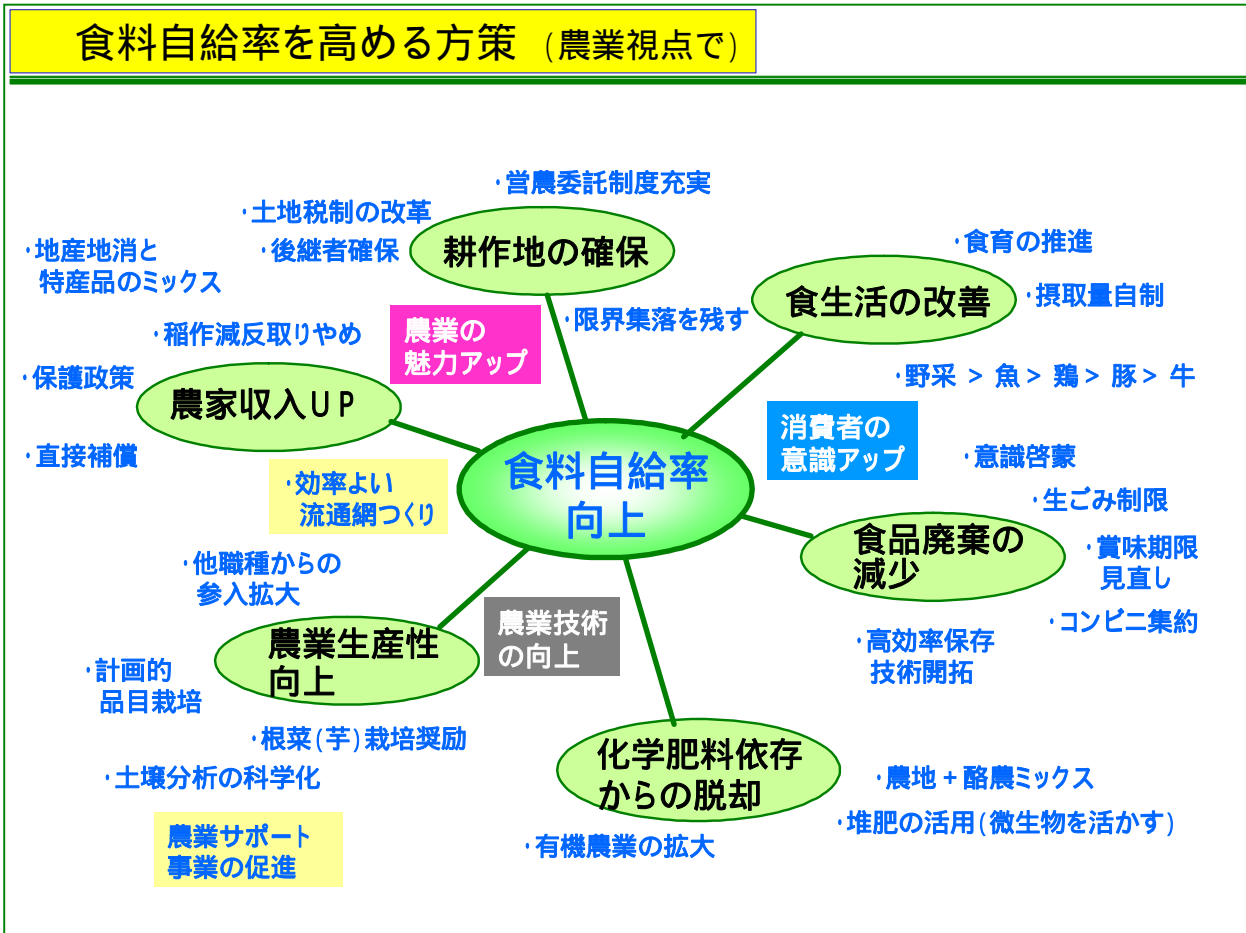 食料自給率を高める方策 (農業視点で)
・営農委託制度充実
・土地税制の改革
・後継者確保
耕作地の確保
・限界集落を残す
・地産地消と
特産品のミックス
・稲作減反取りやめ
・保護政策
農家収入UP
・直接補償
農業の
魅力アップ
・食育の推進
食生活の改善
・摂取量自制
・野采 > 魚 > 鶏 > 豚 > 牛
消費者の
意識アップ
食料自給率
向上
・効率よい
流通網つくり
・意識啓蒙
・生ごみ制限
食品廃棄の
減少
・賞味期限
見直し
・コンビニ集約
・高効率保存
技術開拓
・他職種からの
参入拡大
農業生産性
向上
農業技術
の向上
・計画的
品目栽培
・根菜(芋)栽培奨励
・土壌分析の科学化
農業サポート
事業の促進
化学肥料依存
からの脱却
・農地+酪農ミックス
・堆肥の活用(微生物を活かす)
・有機農業の拡大